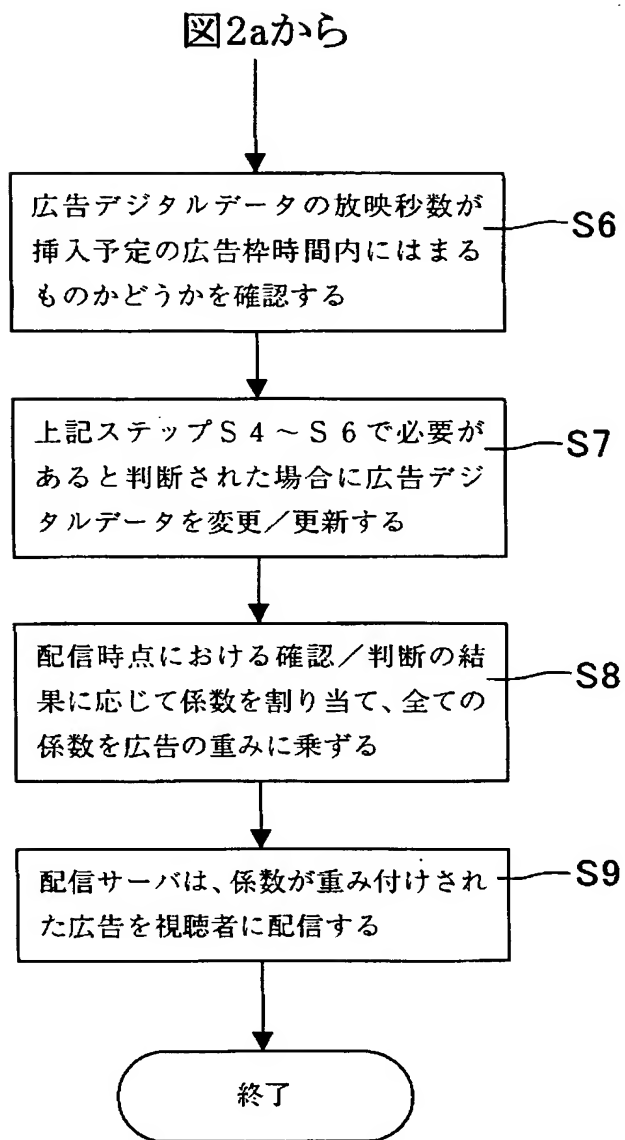 図2aから
広告デジタルデータの放映秒数が
挿入予定の広告枠時間内にはまる
ものかどうかを確認する
S6
上記ステップS4～S6で必要が
あると判断された場合に広告デジ
タルデータを変更／更新する
S7
配信時点における確認／判断の結
果に応じて係数を割り当て、全ての
係数を広告の重みに乗ずる
S8
配信サーバは、係数が重み付けされ
た広告を視聴者に配信する
S9
終了